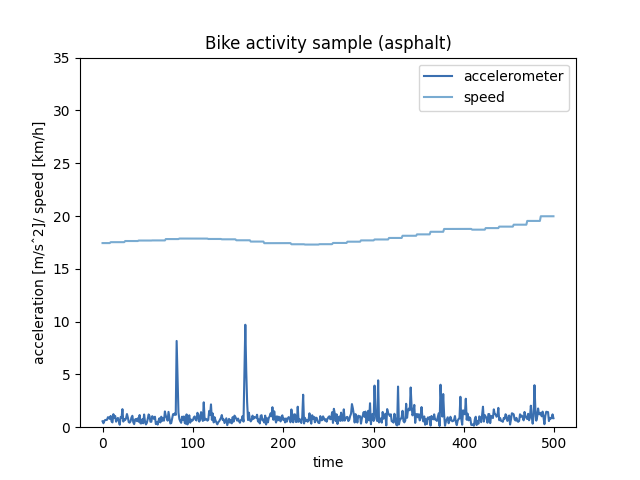 Bike activity sample (asphalt)
accelerometer
speed
acceleration [m/s^2]/ speed [km/h]
35
30
25
20
15
10
5
0
0 100 200 300 400 500
time